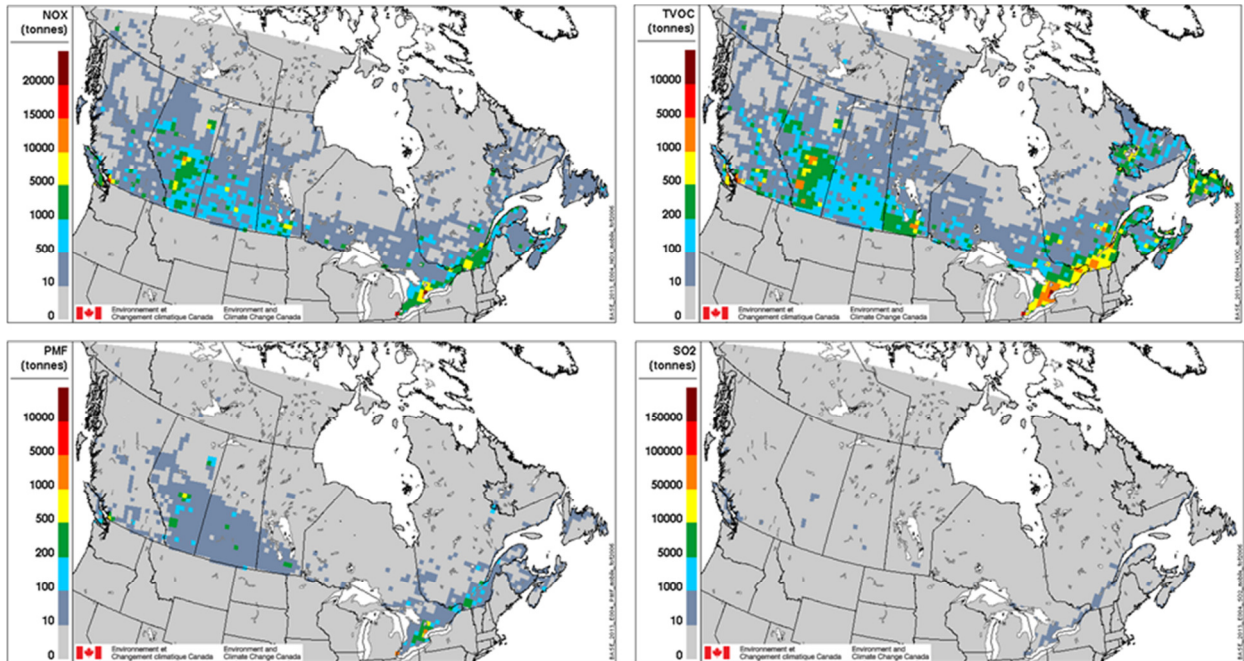 NOX
(tonnes)
20000
15000
10000
5000
1000
500
10
0
Environnement et
Changement climatique Canada
Environment and
Climate Change Canada
TVOC
(tonnes)
10000
5000
1000
500
200
100
10
0
Environnement et
Changement climatique Canada
Environment and
Climate Change Canada
PMF
(tonnes)
10000
5000
1000
500
200
100
10
0
Environnement et
Changement climatique Canada
Environment and
Climate Change Canada
SO2
(tonnes)
150000
100000
50000
10000
5000
1000
10
0
Environnement et
Changement climatique Canada
Environment and
Climate Change Canada